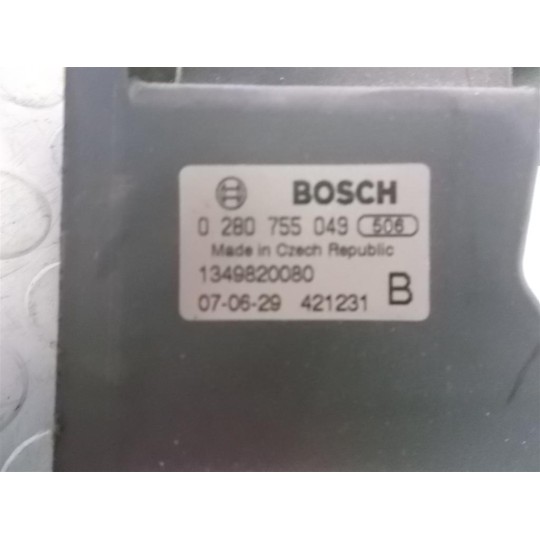 BOSCH
0 280 755 049 506
Made in Czech Republic
1349820080
07-06-29 421231 B